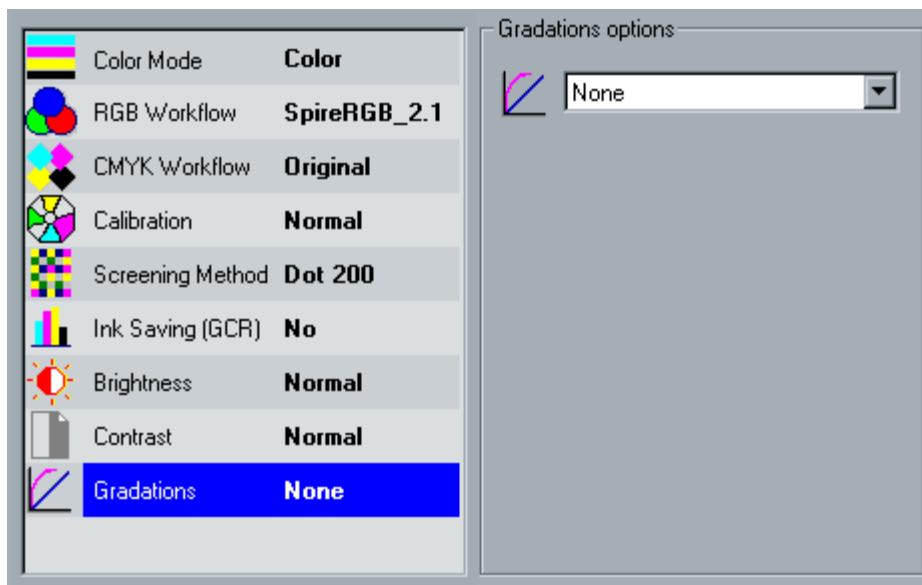 Color Mode Color
RGB Workflow SpireRGB_2.1
CMYK Workflow Original
Calibration Normal
Screening Method Dot 200
Ink Saving (GCR) No
Brightness Normal
Contrast Normal
Gradations None
Gradations options
None